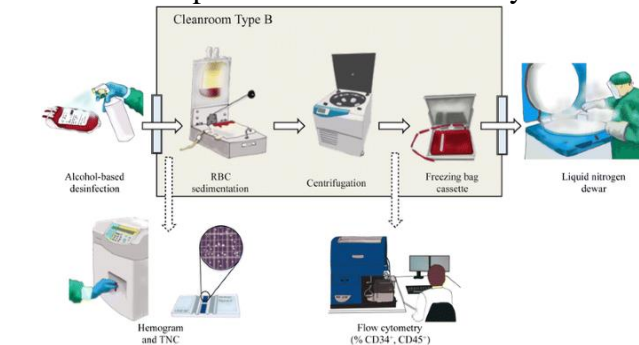 Cleanroom Type B
Alcohol-based
desinfection
RBC
sedimentation
Centrifugation
Freezing bag
cassette
Liquid nitrogen
dewar
Hemogram
and TNC
Flow cytometry
(% CD34⁺, CD45⁺)